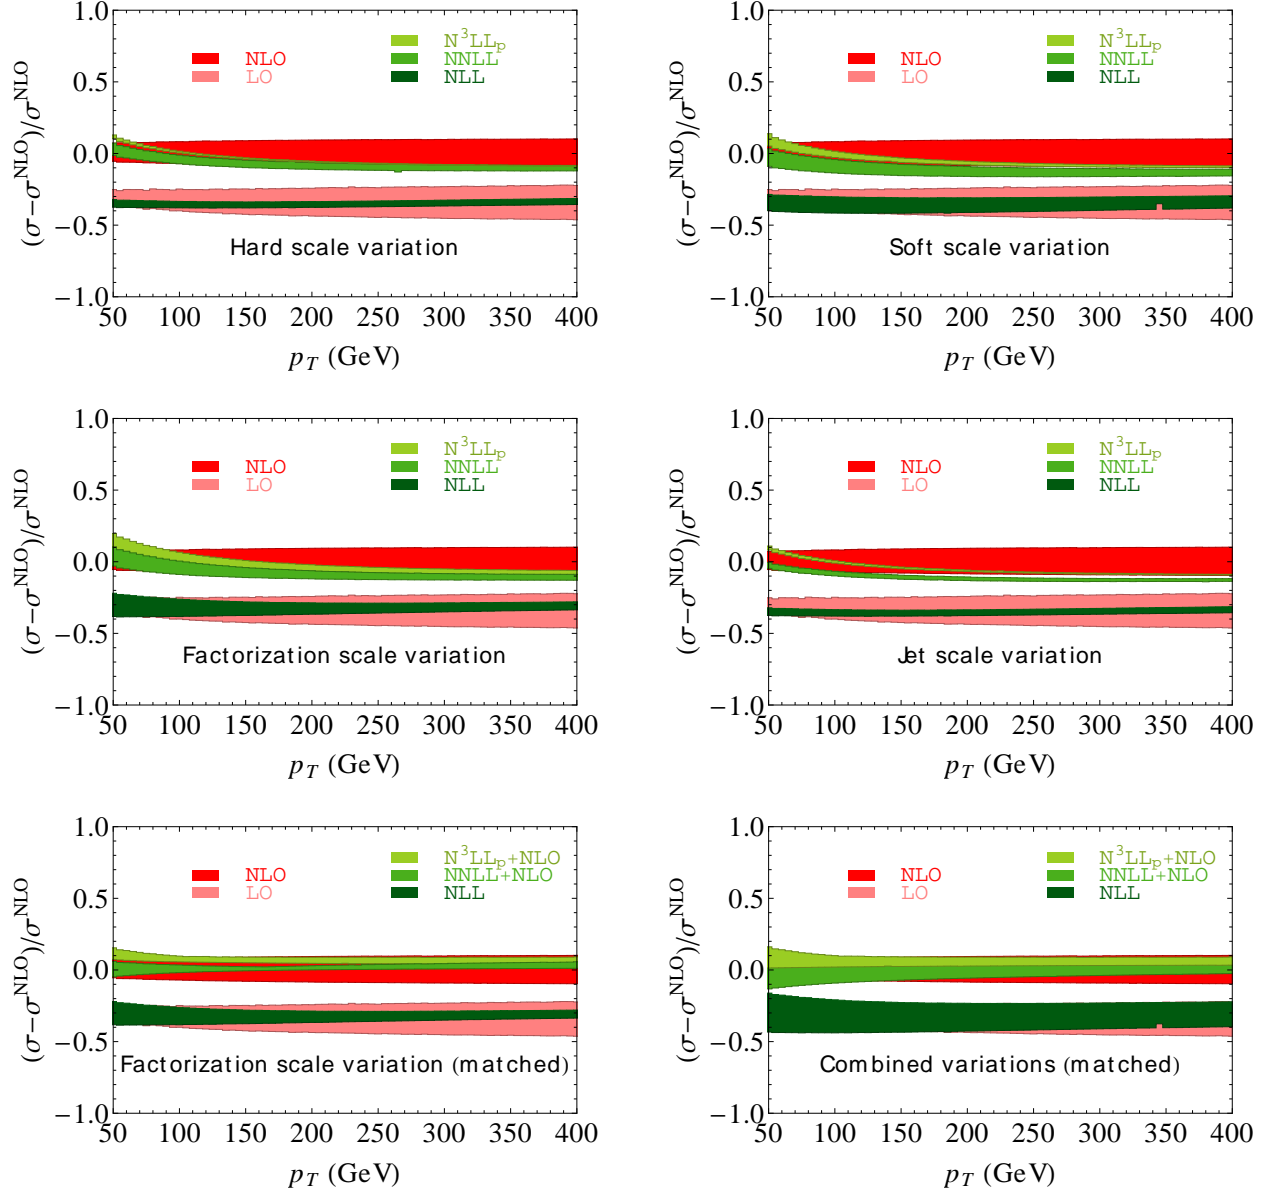 1.0
0.5
0.0
−0.5
−1.0
(σ−σ^NLO)/σ^NLO
NLO
LO
N³LLₚ
NNLL
NLL
Hard scale variation
50 100 150 200 250 300 350 400
p_T (GeV)
1.0
0.5
0.0
−0.5
−1.0
(σ−σ^NLO)/σ^NLO
NLO
LO
N³LLₚ
NNLL
NLL
Soft scale variation
50 100 150 200 250 300 350 400
p_T (GeV)
1.0
0.5
0.0
−0.5
−1.0
(σ−σ^NLO)/σ^NLO
NLO
LO
N³LLₚ
NNLL
NLL
Factorization scale variation
50 100 150 200 250 300 350 400
p_T (GeV)
1.0
0.5
0.0
−0.5
−1.0
(σ−σ^NLO)/σ^NLO
NLO
LO
N³LLₚ
NNLL
NLL
Jet scale variation
50 100 150 200 250 300 350 400
p_T (GeV)
1.0
0.5
0.0
−0.5
−1.0
(σ−σ^NLO)/σ^NLO
NLO
LO
N³LLₚ+NLO
NNLL+NLO
NLL
Factorization scale variation (matched)
50 100 150 200 250 300 350 400
p_T (GeV)
1.0
0.5
0.0
−0.5
−1.0
(σ−σ^NLO)/σ^NLO
NLO
LO
N³LLₚ+NLO
NNLL+NLO
NLL
Combined variations (matched)
50 100 150 200 250 300 350 400
p_T (GeV)